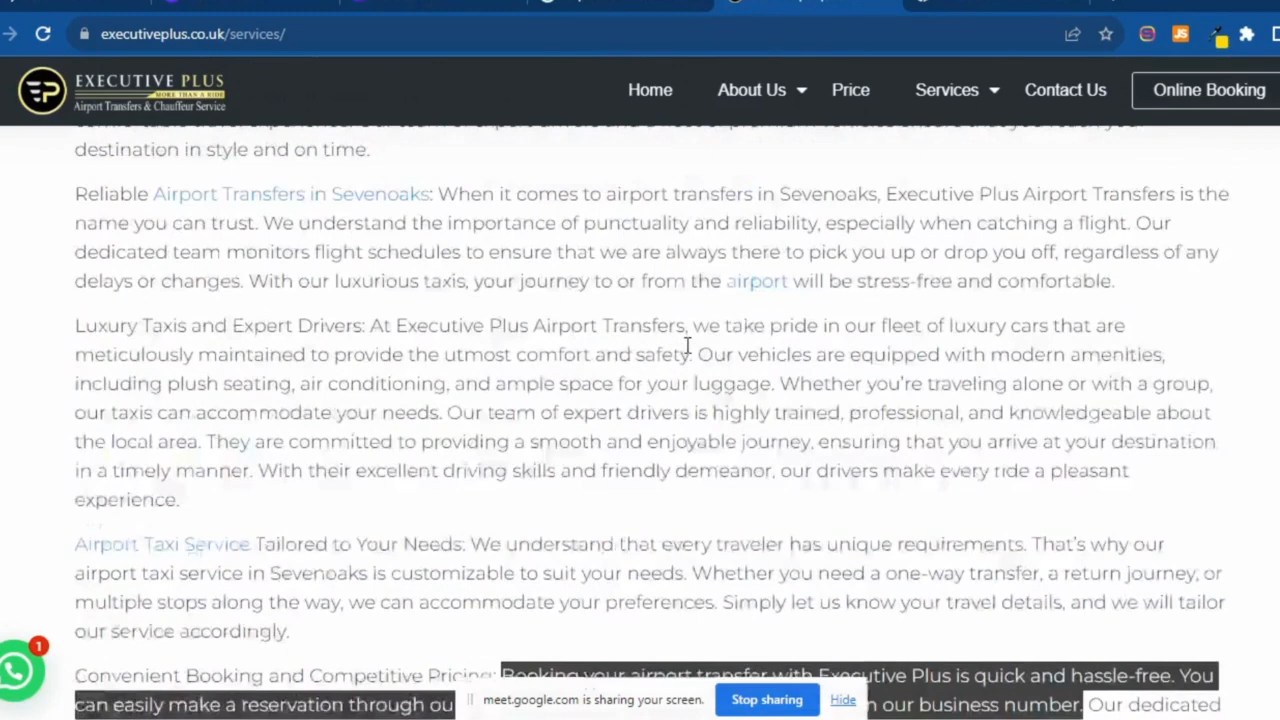 executiveplus.co.uk/services/
EXECUTIVE PLUS
MORE THAN A RIDE
Airport Transfers & Chauffeur Service
Home About Us Price Services Contact Us Online Booking
destination in style and on time.
Reliable Airport Transfers in Sevenoaks: When it comes to airport transfers in Sevenoaks, Executive Plus Airport Transfers is the
name you can trust. We understand the importance of punctuality and reliability, especially when catching a flight. Our
dedicated team monitors flight schedules to ensure that we are always there to pick you up or drop you off, regardless of any
delays or changes. With our luxurious taxis, your journey to or from the airport will be stress-free and comfortable.
Luxury Taxis and Expert Drivers: At Executive Plus Airport Transfers, we take pride in our fleet of luxury cars that are
meticulously maintained to provide the utmost comfort and safety. Our vehicles are equipped with modern amenities,
including plush seating, air conditioning, and ample space for your luggage. Whether you're traveling alone or with a group,
our taxis can accommodate your needs. Our team of expert drivers is highly trained, professional, and knowledgeable about
the local area. They are committed to providing a smooth and enjoyable journey, ensuring that you arrive at your destination
in a timely manner. With their excellent driving skills and friendly demeanor, our drivers make every ride a pleasant
experience.
Airport Taxi Service Tailored to Your Needs: We understand that every traveler has unique requirements. That's why our
airport taxi service in Sevenoaks is customizable to suit your needs. Whether you need a one-way transfer, a return journey, or
multiple stops along the way, we can accommodate your preferences. Simply let us know your travel details, and we will tailor
our service accordingly.
Convenient Booking and Competitive Pricing: Booking your airport transfer with Executive Plus is quick and hassle-free. You
can easily make a reservation through ou n our business number. Our dedicated
1
JS
meet.google.com is sharing your screen. Stop sharing Hide